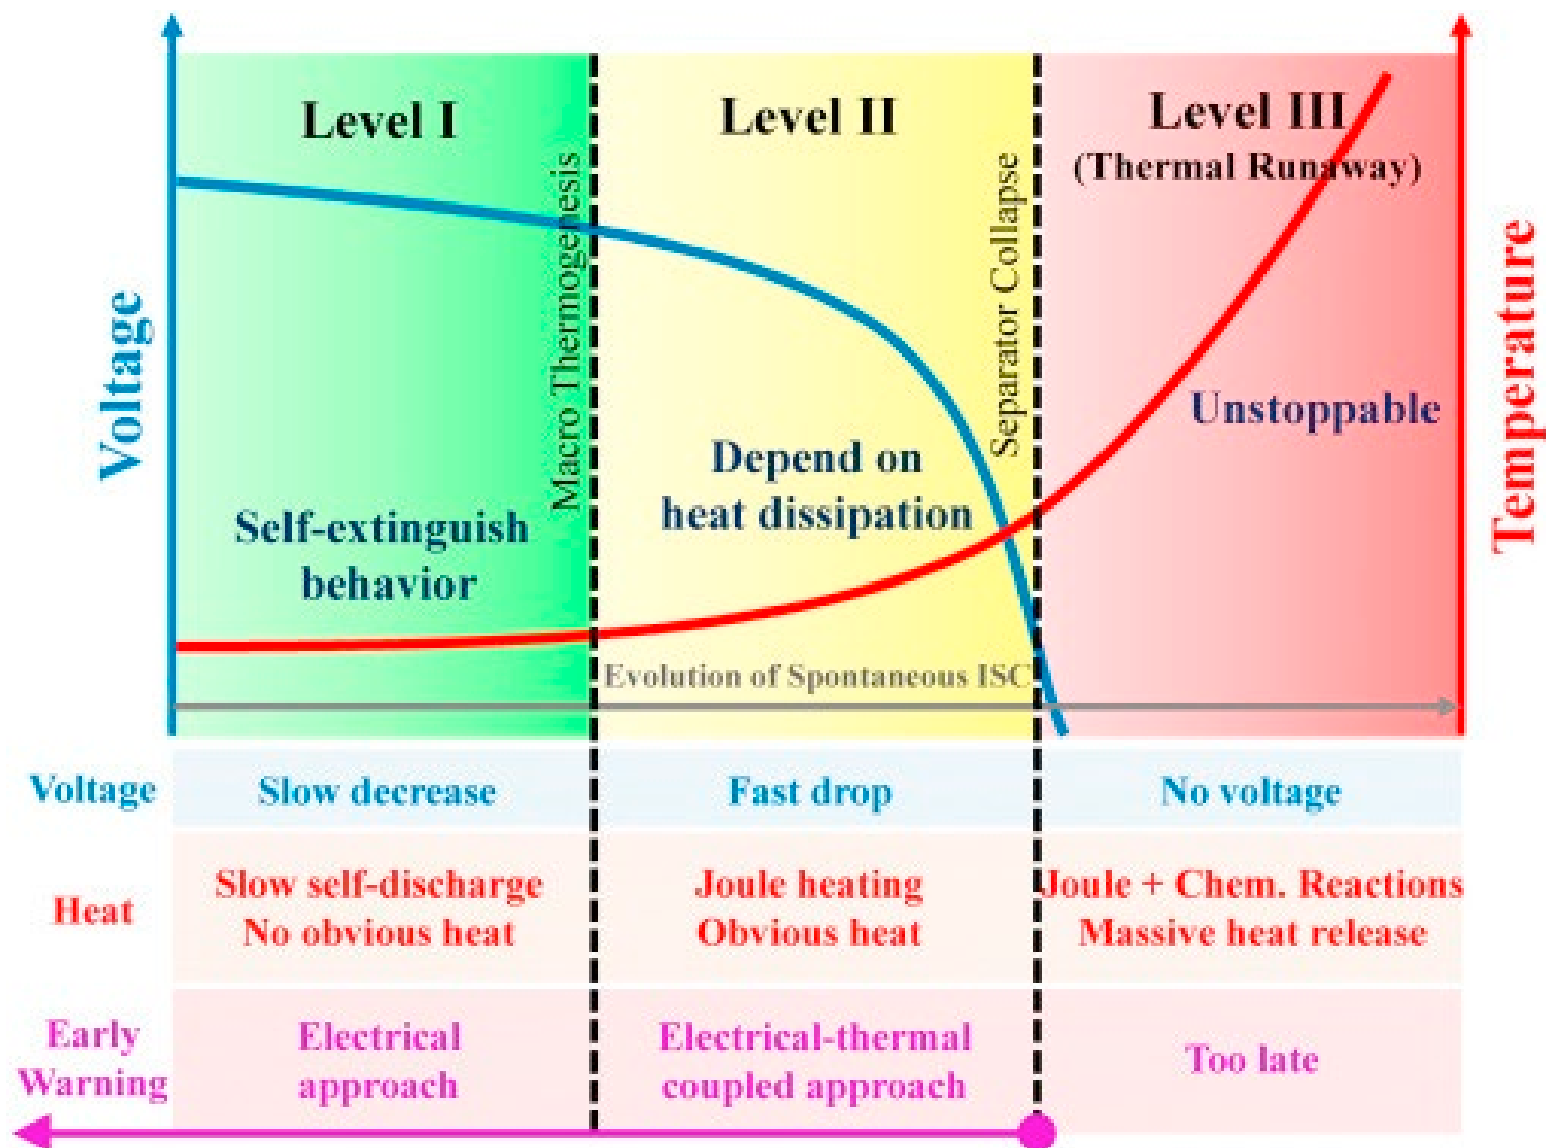 Level I
Level II
Level III
(Thermal Runaway)
Voltage
Macro Thermogenesis
Separator Collapse
Temperature
Unstoppable
Depend on
heat dissipation
Self-extinguish
behavior
Evolution of Spontaneous ISC
Voltage
Slow decrease
Fast drop
No voltage
Heat
Slow self-discharge
No obvious heat
Joule heating
Obvious heat
Joule + Chem. Reactions
Massive heat release
Early
Warning
Electrical
approach
Electrical-thermal
coupled approach
Too late